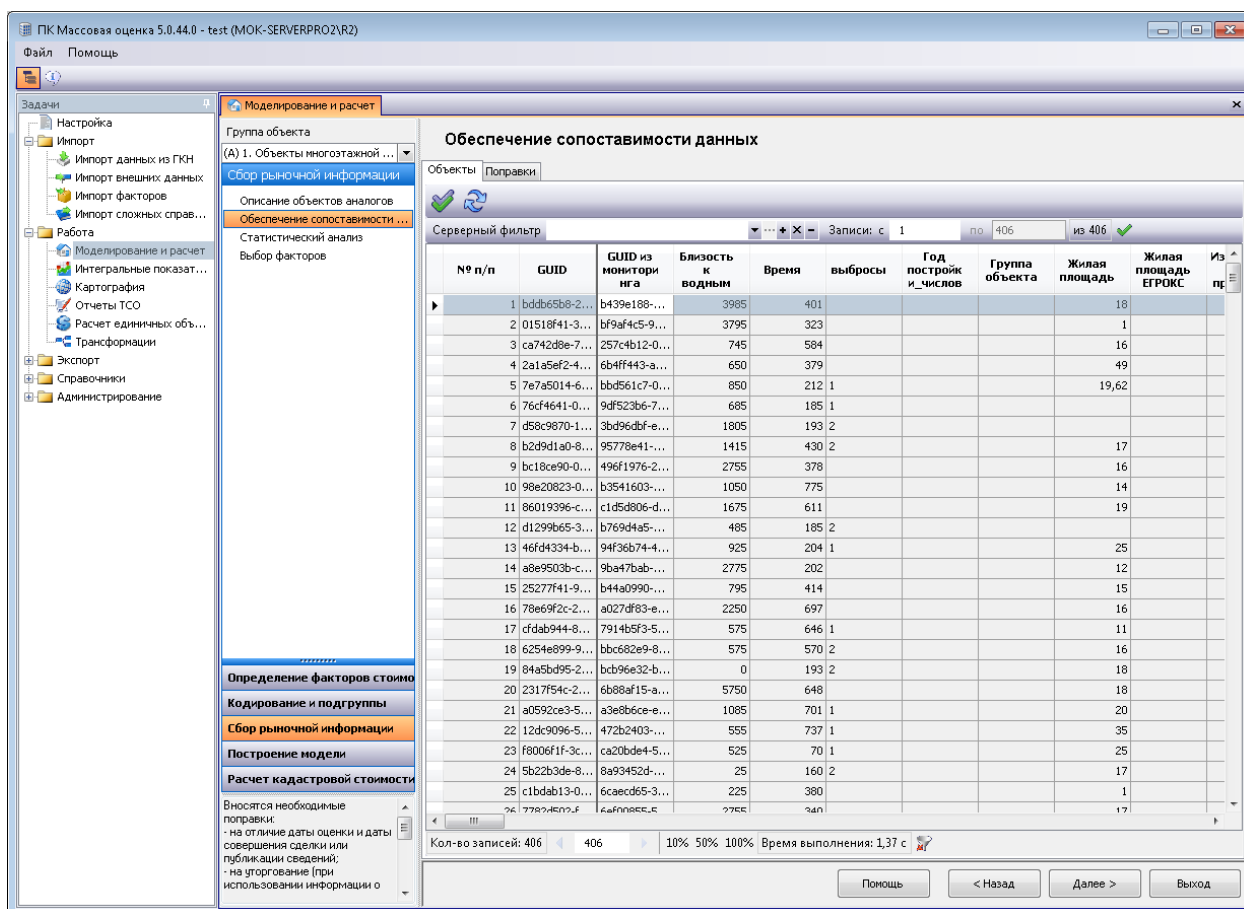 ПК Массовая оценка 5.0.44.0 - test (MOK-SERVERPRO2\R2)
Файл Помощь
Задачи
Настройка
Импорт
Импорт данных из ГКН
Импорт внешних данных
Импорт факторов
Импорт сложных справ...
Работа
Моделирование и расчет
Интегральные показат...
Картография
Отчеты ТСО
Расчет единичных объ...
Трансформации
Экспорт
Справочники
Администрирование
Моделирование и расчет
Группа объекта
(А) 1. Объекты многоэтажной ...
Сбор рыночной информации
Описание объектов аналогов
Обеспечение сопоставимости ...
Статистический анализ
Выбор факторов
Определение факторов стоимо
Кодирование и подгруппы
Сбор рыночной информации
Построение модели
Расчет кадастровой стоимости
Вносятся необходимые
поправки:
- на отличие даты оценки и даты
совершения сделки или
публикации сведений;
- на уторгование (при
использовании информации о
Обеспечение сопоставимости данных
Объекты Поправки
Серверный фильтр ... Записи: с 1 по 406 из 406
№ п/п GUID GUID из монитори нга Близость к водным Время выбросы Год постройк и_числов Группа объекта Жилая площадь Жилая площадь ЕГРОКС Из пр
1 bddb65b8-2... b439e188-... 3985 401 18
2 01518f41-3... bf9af4c5-9... 3795 323 1
3 ca742d8e-7... 257c4b12-0... 745 584 16
4 2a1a5ef2-4... 6b4ff443-a... 650 379 49
5 7e7a5014-6... bbd561c7-0... 850 212 1 19,62
6 76cf4641-0... 9df523b6-7... 685 185 1
7 d58c9870-1... 3bd96dbf-e... 1805 193 2
8 b2d9d1a0-8... 95778e41-... 1415 430 2 17
9 bc18ce90-0... 496f1976-2... 2755 378 16
10 98e20823-0... b3541603-... 1050 775 14
11 86019396-c... c1d5d806-d... 1675 611 19
12 d1299b65-3... b769d4a5-... 485 185 2
13 46fd4334-b... 94f36b74-4... 925 204 1 25
14 a8e9503b-c... 9ba47bab-... 2775 202 12
15 25277f41-9... b44a0990-... 795 414 15
16 78e69f2c-2... a027df83-e... 2250 697 16
17 cfdab944-8... 7914b5f3-5... 575 646 1 11
18 6254e899-9... bbc682e9-8... 575 570 2 16
19 84a5bd95-2... bcb96e32-b... 0 193 2 18
20 2317f54c-2... 6b88af15-a... 5750 648 18
21 a0592ce3-5... a3e8b6ce-e... 1085 701 1 20
22 12dc9096-5... 472b2403-... 555 737 1 35
23 f8006f1f-3c... ca20bde4-5... 525 70 1 25
24 5b22b3de-8... 8a93452d-... 25 160 2 17
25 c1bdab13-0... 6caecd65-3... 225 380 1
26 7782d502-f... 6ef00855-5... 2755 340 17
Кол-во записей: 406 406 10% 50% 100% Время выполнения: 1,37 с
Помощь < Назад Далее > Выход